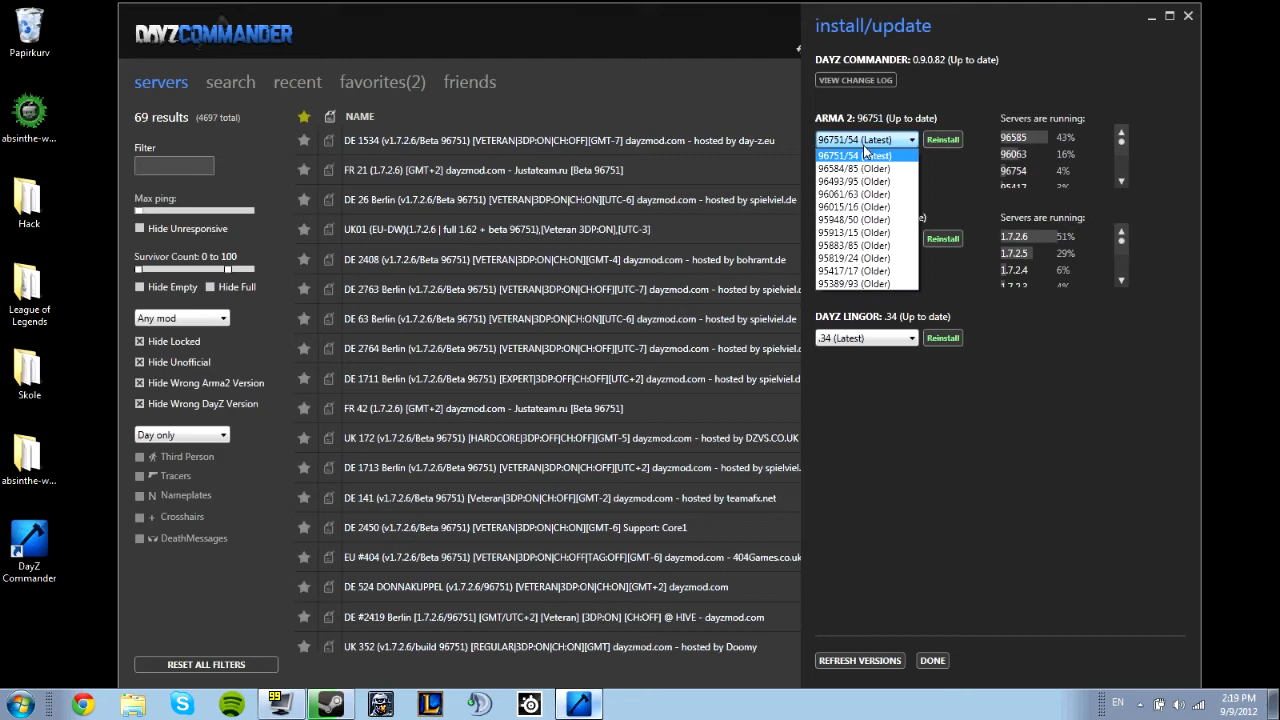 Papirkurv
absinthe-w...
Hack
League of
Legends
Skole
absinthe-w...
DayZ
Commander
DAYZCOMMANDER
servers search recent favorites(2) friends
69 results (4697 total)
Filter
Max ping:
Hide Unresponsive
Survivor Count: 0 to 100
Hide Empty Hide Full
Any mod
Hide Locked
Hide Unofficial
Hide Wrong Arma2 Version
Hide Wrong DayZ Version
Day only
Third Person
Tracers
N Nameplates
Crosshairs
DeathMessages
RESET ALL FILTERS
NAME
1534 (v1.7.2.6/Beta 96751) [VETERAN|3DP:ON|CH:OFF][GMT-7] dayzmod.com - hosted by day-z.eu
FR 21 (1.7.2.6) [GMT+2] dayzmod.com - Justateam.ru [Beta 96751]
DE 26 Berlin (v1.7.2.6/Beta 96751) [VETERAN|3DP:ON|CH:OFF][UTC-6] dayzmod.com - hosted by spielviel.de
UK01 (EU-DW)(1.7.2.6 | full 1.62 + beta 96751),[Veteran |3DP:ON|CH:OFF],[UTC-3]
DE 2408 (v1.7.2.6/Beta 96751) [VETERAN|3DP:ON|CH:OFF][GMT-4] dayzmod.com - hosted by bohramt.de
DE 2763 Berlin (v1.7.2.6/Beta 96751) [VETERAN|3DP:ON|CH:OFF][UTC-7] dayzmod.com - hosted by spielviel.
DE 63 Berlin (v1.7.2.6/Beta 96751) [VETERAN|3DP:ON|CH:OFF][UTC-7] dayzmod.com - hosted by spielviel.de
DE 2764 Berlin (v1.7.2.6/Beta 96751) [VETERAN|3DP:ON|CH:OFF][UTC-7] dayzmod.com - hosted by spielviel.
DE 1711 Berlin (v1.7.2.6/Beta 96751) [EXPERT|3DP:OFF|CH:OFF][UTC+2] dayzmod.com - hosted by spielviel.
FR 42 (1.7.2.6) [GMT+2] dayzmod.com - Justateam.ru [Beta 96751]
UK 172 (v1.7.2.6/Beta 96751) [HARDCORE|3DP:OFF|CH:OFF][GMT-5] dayzmod.com - hosted by DZVS.CO.UK
DE 1713 Berlin (v1.7.2.6/Beta 96751) [VETERAN|3DP:ON|CH:OFF][UTC+2] dayzmod.com - hosted by spielviel.
DE 141 (v1.7.2.6/Beta 96751) [Veteran|3DP:ON|CH:OFF][GMT-2] dayzmod.com - hosted by teamafx.net
DE 2450 (v1.7.2.6/Beta 96751) [VETERAN|3DP:ON|CH:ON][GMT-6] Support: Core1
EU #404 (v1.7.2.6/Beta 96751) [VETERAN|3DP:ON|CH:OFF|TAG:OFF][GMT-6] dayzmod.com - 404Games.co.uk
DE 524 DONNAKUPPEL (v1.7.2.6/96751) [VETERAN|3DP:ON|CH:ON][GMT+2] dayzmod.com
DE #2419 Berlin (v1.7.2.6/Beta 96751) [GMT/UTC+2] [Veteran] [3DP:ON] [CH:OFF] @ HIVE - dayzmod.com
UK 352 (v1.7.2.6/build 96751) [REGULAR|3DP:ON|CH:ON][GMT] dayzmod.com - hosted by Doomy
install/update
DAYZ COMMANDER: 0.9.0.82 (Up to date)
VIEW CHANGE LOG
ARMA 2: 96751 (Up to date)
96751/54 (Latest) Reinstall
96751/54 (Latest)
96584/85 (Older)
96493/95 (Older)
96061/63 (Older)
96015/16 (Older)
95948/50 (Older)
95913/15 (Older)
95883/85 (Older)
95819/24 (Older)
95417/17 (Older)
95389/93 (Older)
Servers are running:
96585 43%
96063 16%
96754 4%
95417 3%
Reinstall
Servers are running:
1.7.2.6 51%
1.7.2.5 29%
1.7.2.4 6%
DAYZ LINGOR: .34 (Up to date)
.34 (Latest) Reinstall
REFRESH VERSIONS DONE
99
EN
2:19 PM
9/9/2012